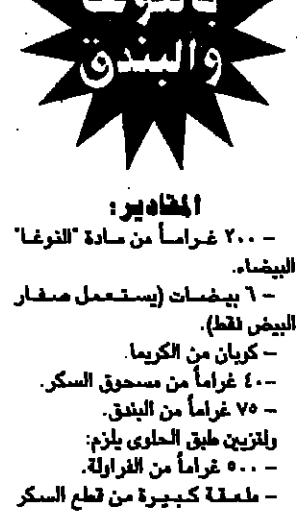 بالنوغا
والبندق
المقادير:
– ٢٠٠ غراماً من مادة "النوغا"
البيضاء.
– ٦ بيضات (يستعمل صفار
البيض فقط).
– كوبان من الكريما.
– ٤٠ غراماً من مسحوق السكر.
– ٧٥ غراماً من البندق.
ولتزيين طبق الحلوى يلزم:
– ٥٠٠ غراماً من الفراولة.
– ملعقة كبيرة من قطع السكر